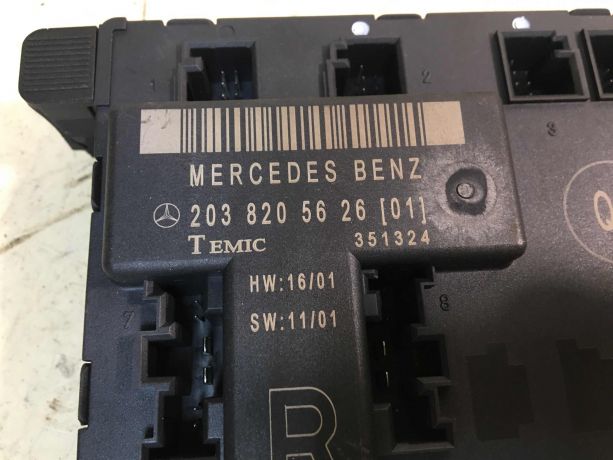 1
2
3
MERCEDES BENZ
203 820 56 26 [01]
TEMIC 351324
Q
HW:16/01
7
8
SW:11/01
R